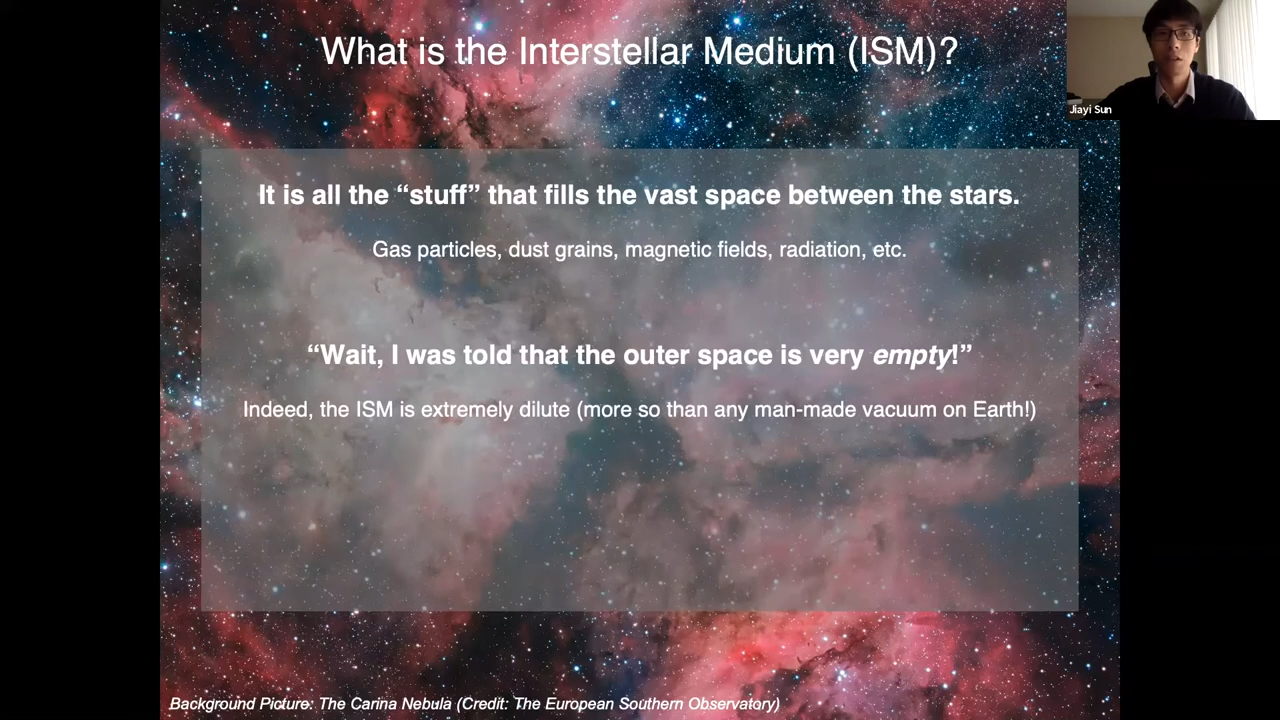 What is the Interstellar Medium (ISM)?
Jiayi Sun
It is all the “stuff” that fills the vast space between the stars.
Gas particles, dust grains, magnetic fields, radiation, etc.
“Wait, I was told that the outer space is very empty!”
Indeed, the ISM is extremely dilute (more so than any man-made vacuum on Earth!)
Background Picture: The Carina Nebula (Credit: The European Southern Observatory)